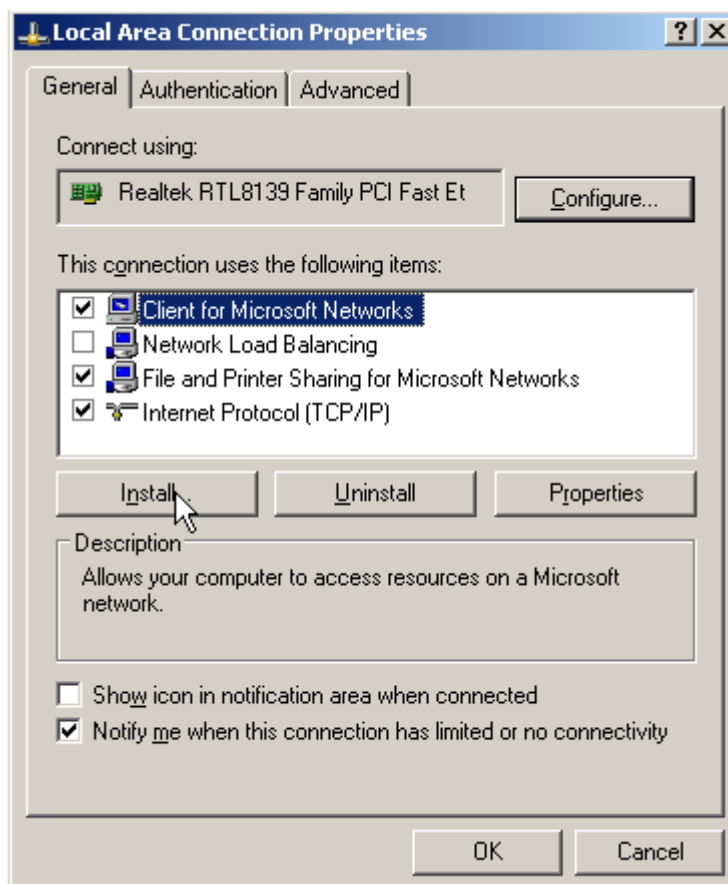 Local Area Connection Properties
General
Authentication
Advanced
Connect using:
Realtek RTL8139 Family PCI Fast Et
Configure...
This connection uses the following items:
Client for Microsoft Networks
Network Load Balancing
File and Printer Sharing for Microsoft Networks
Internet Protocol (TCP/IP)
Install...
Uninstall
Properties
Description
Allows your computer to access resources on a Microsoft
network.
Show icon in notification area when connected
Notify me when this connection has limited or no connectivity
OK
Cancel